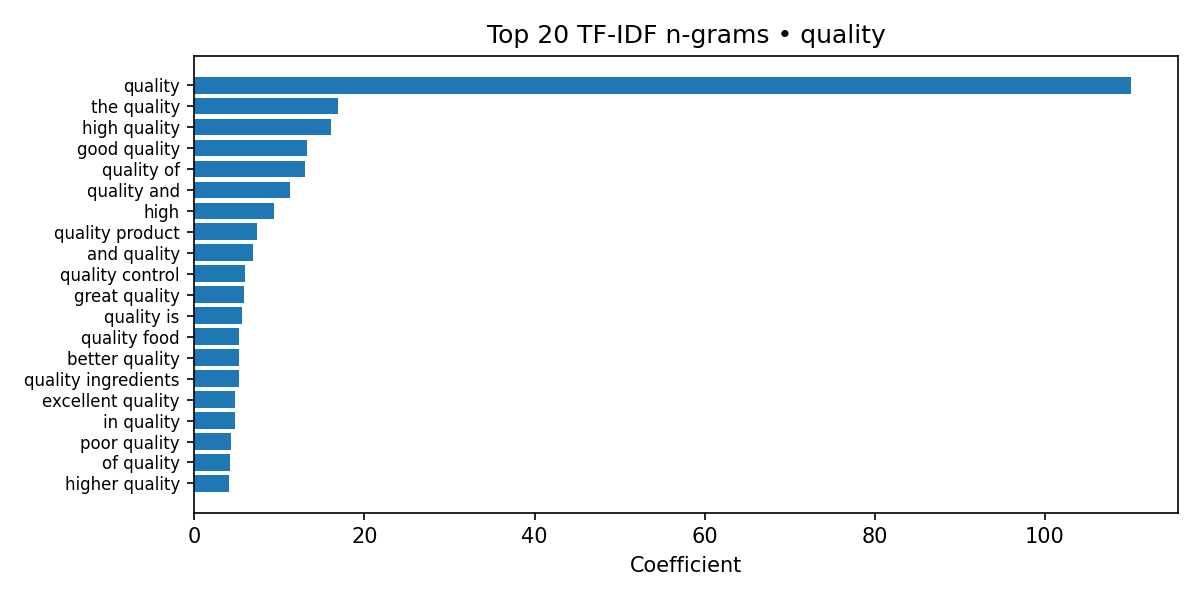 Top 20 TF-IDF n-grams • quality
quality
the quality
high quality
good quality
quality of
quality and
high
quality product
and quality
quality control
great quality
quality is
quality food
better quality
quality ingredients
excellent quality
in quality
poor quality
of quality
higher quality
0 20 40 60 80 100
Coefficient